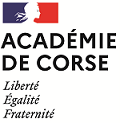 ACADÉMIE
DE CORSE
Liberté
Égalité
Fraternité